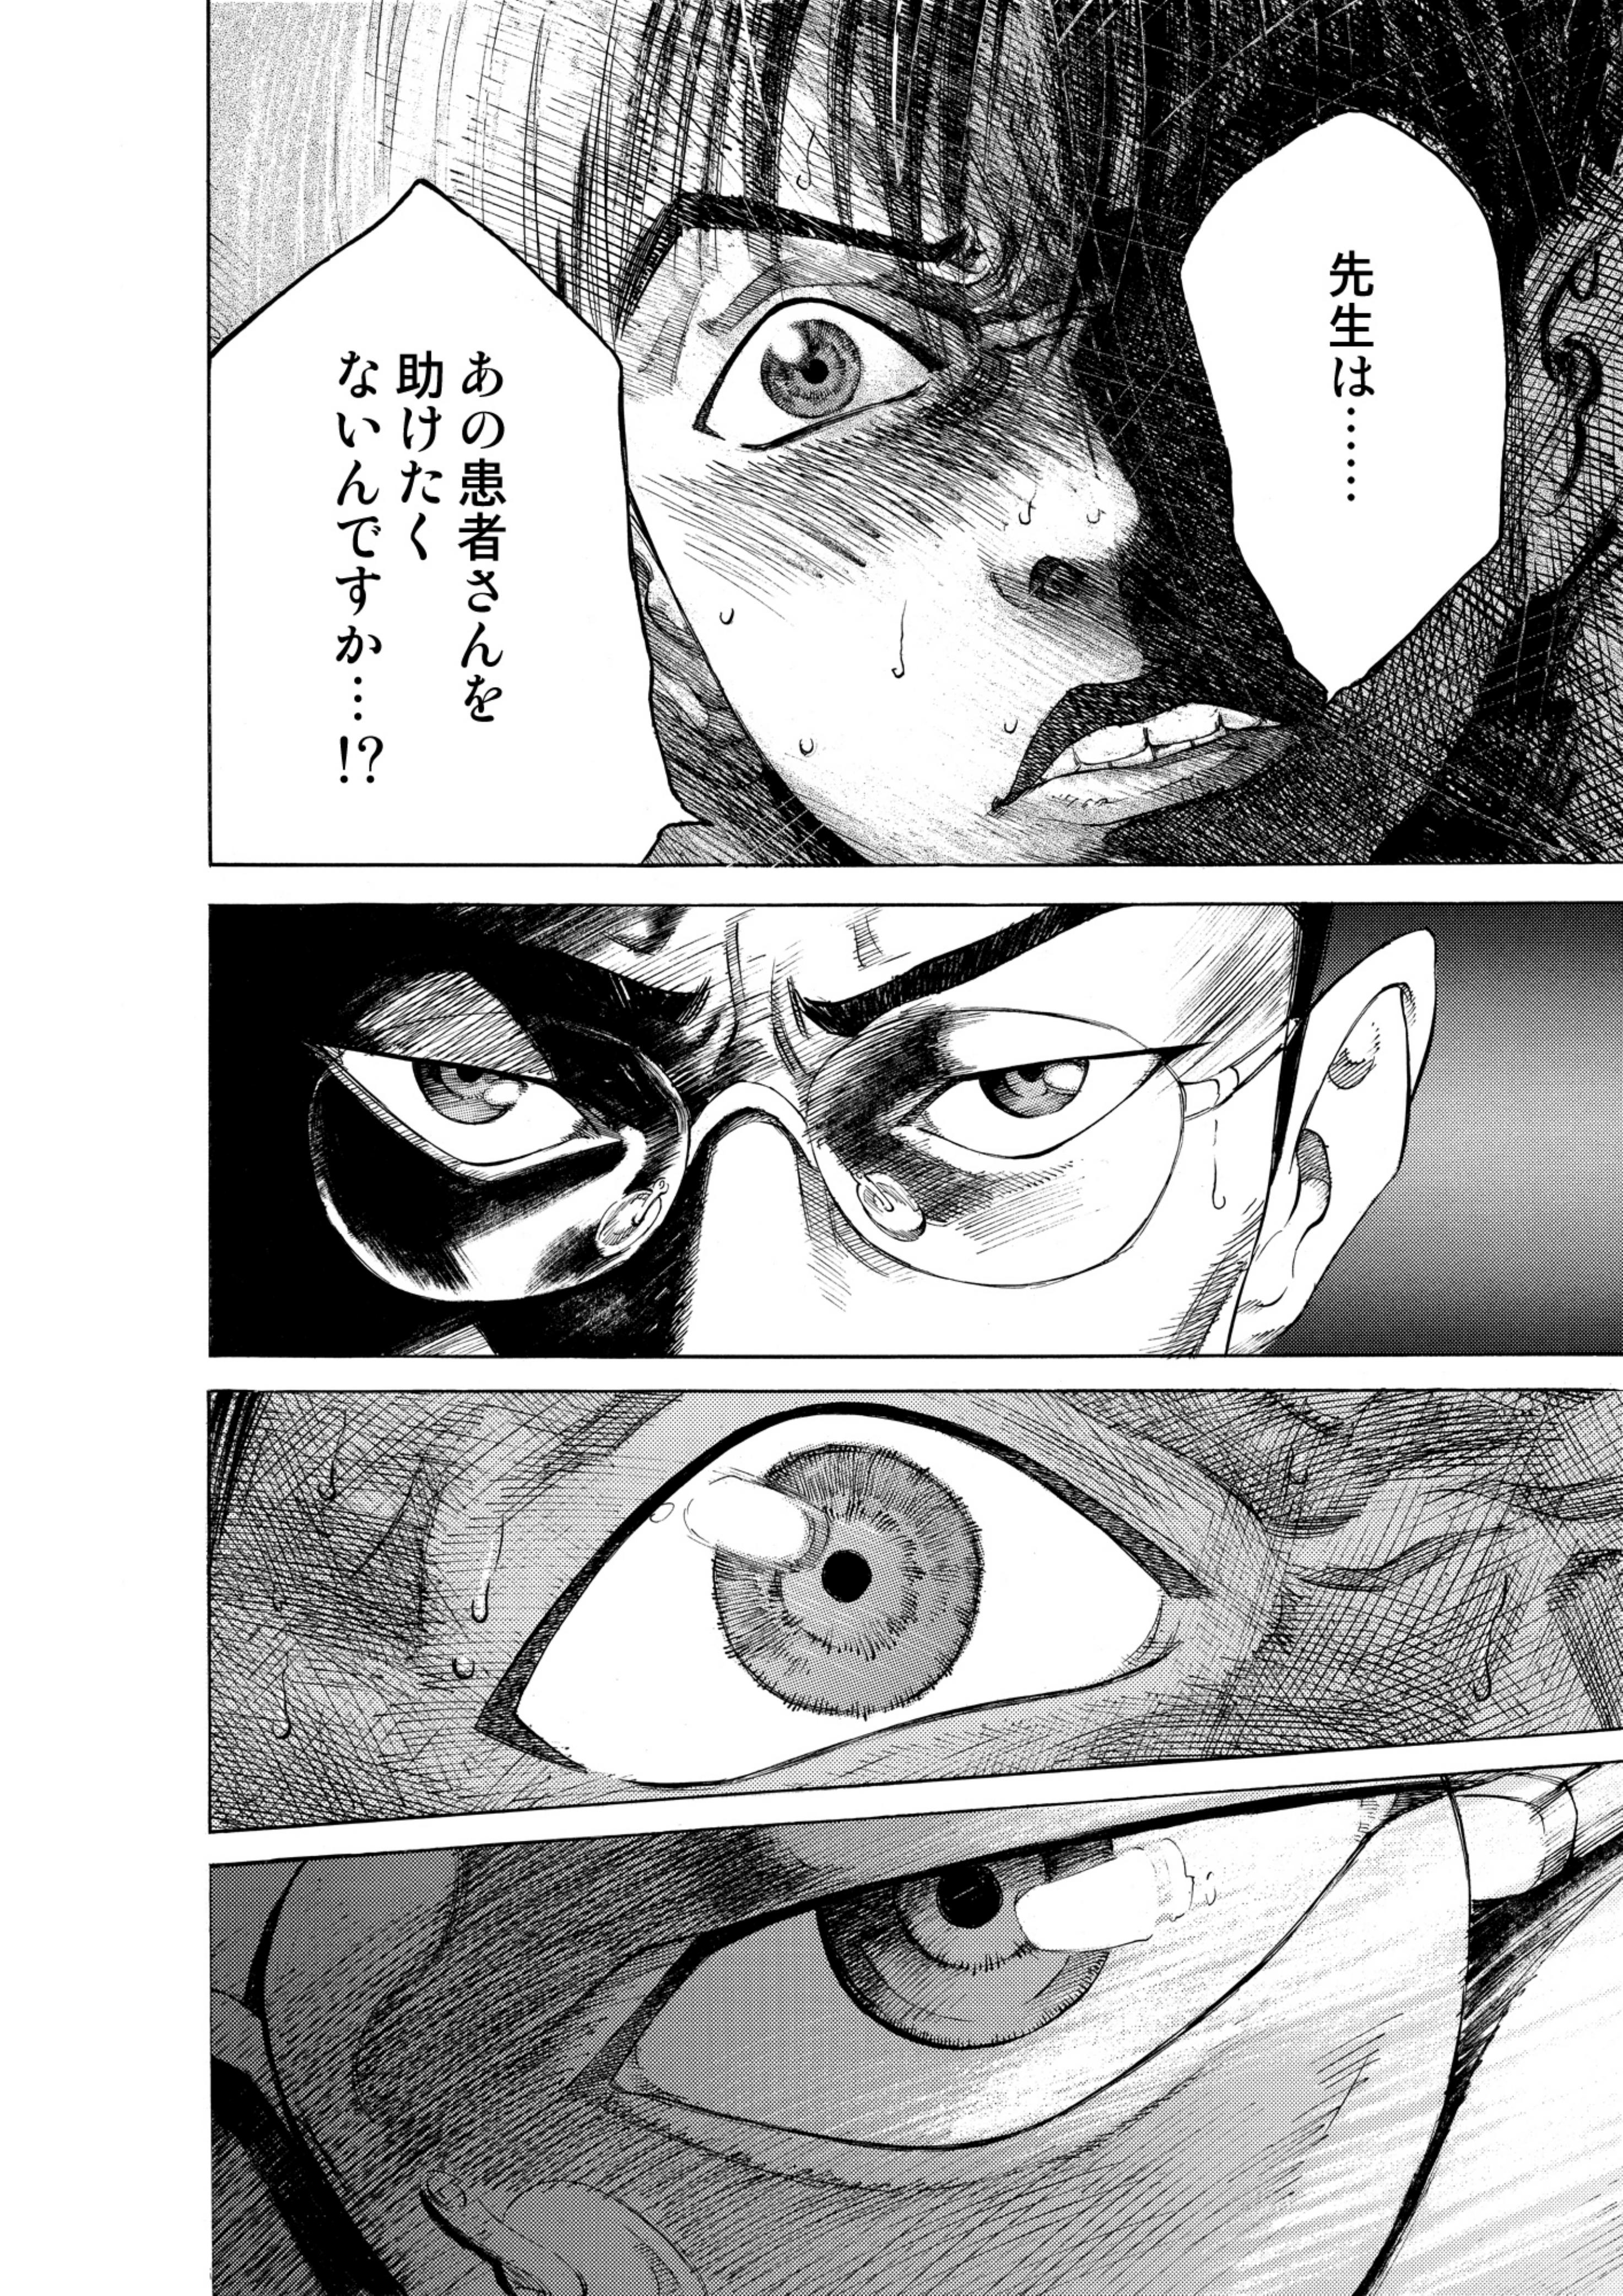 先生は……
あの患者さんを
助けたく
ないんですか…!?